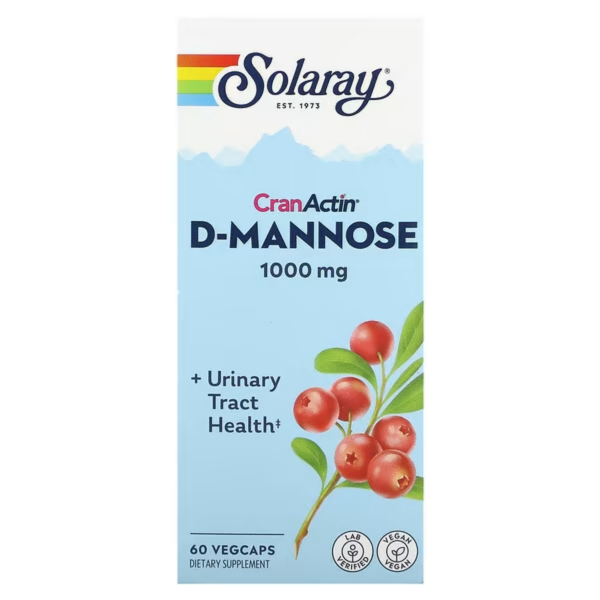 Solaray®
EST. 1973
CranActin®
D-MANNOSE
1000 mg
+ Urinary
Tract
Health‡
60 VEGCAPS
DIETARY SUPPLEMENT
LAB
VERIFIED
VEGAN
VEGAN